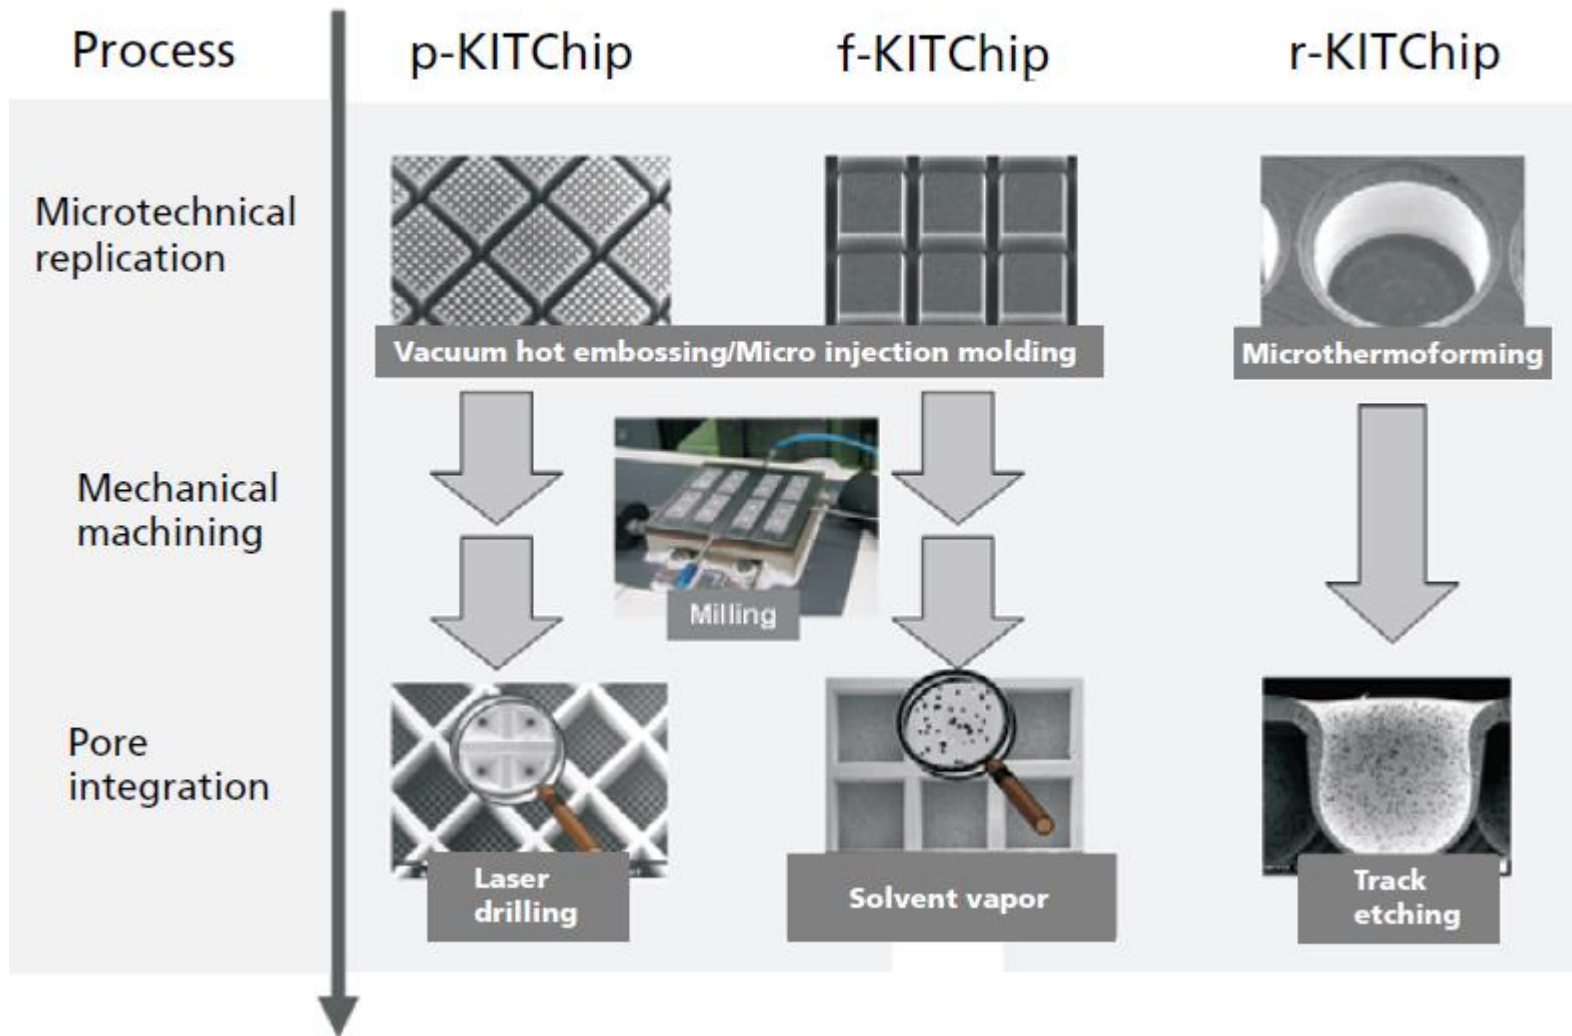 Process
p-KITChip
f-KITChip
r-KITChip
Microtechnical
replication
Vacuum hot embossing/Micro injection molding
Microthermoforming
Mechanical
machining
Milling
Pore
integration
Laser
drilling
Solvent vapor
Track
etching